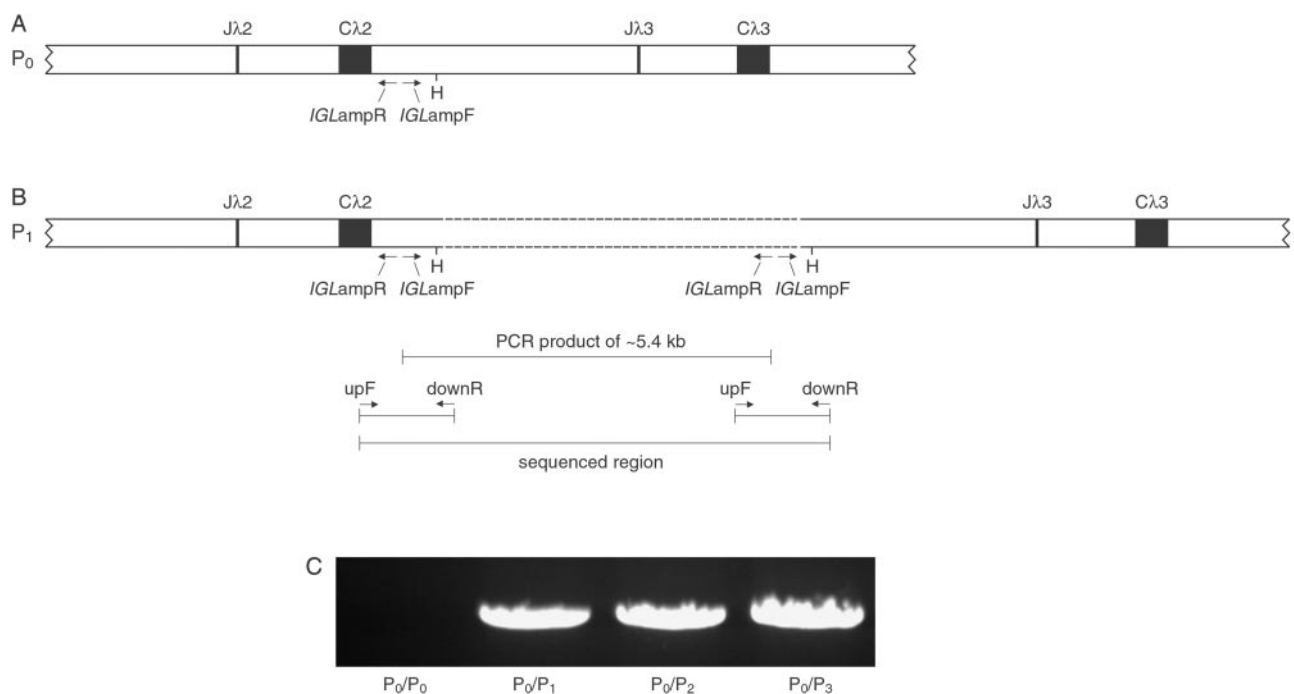 A
Jλ2 Cλ2 Jλ3 Cλ3
P0
H
IGLampR IGLampF
B
Jλ2 Cλ2 Jλ3 Cλ3
P1
H H
IGLampR IGLampF IGLampR IGLampF
PCR product of ~5.4 kb
upF downR upF downR
sequenced region
C
P0/P0 P0/P1 P0/P2 P0/P3